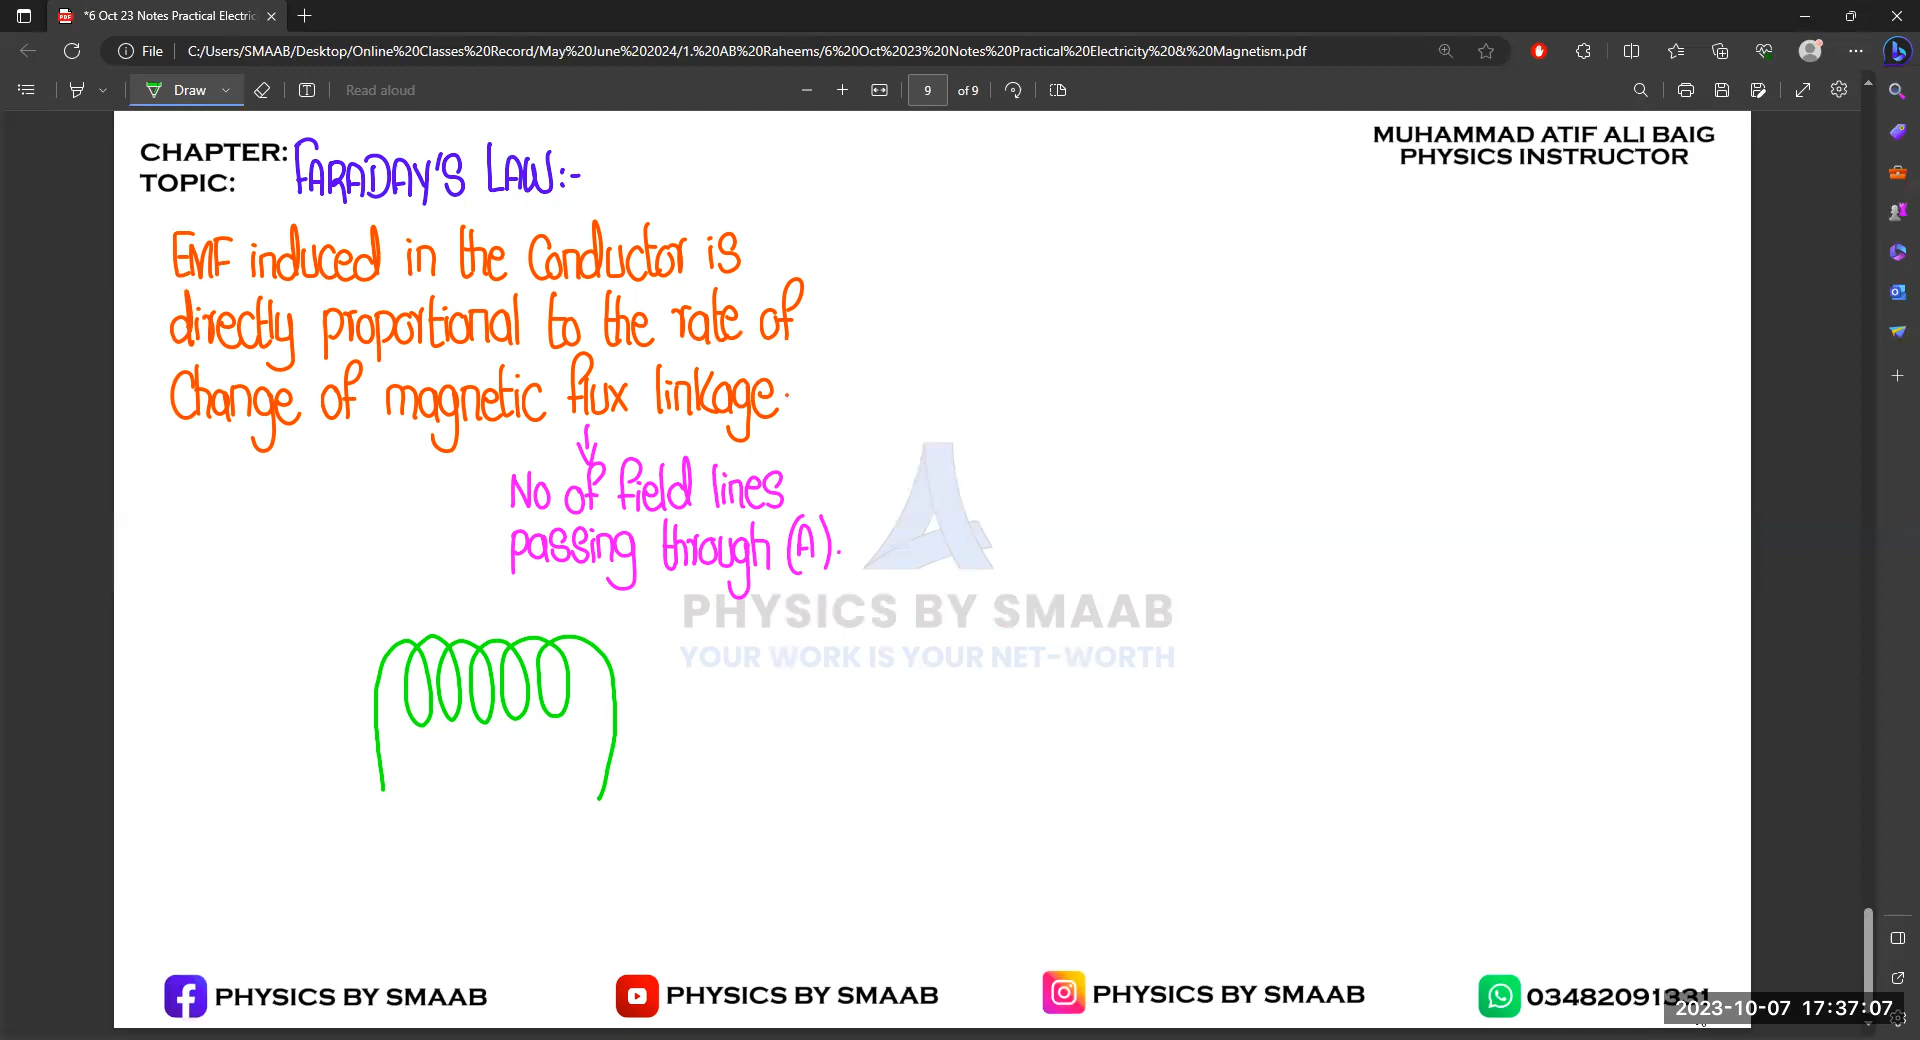 *6 Oct 23 Notes Practical Electric
File
C:/Users/SMAAB/Desktop/Online%20Classes%20Record/May%20June%202024/1.%20AB%20Raheems/6%20Oct%2023%20Notes%20Practical%20Electricity%20&%20Magnetism.pdf
Draw
Read aloud
9 of 9
CHAPTER:
TOPIC:
FARADAY'S LAW:-
MUHAMMAD ATIF ALI BAIG
PHYSICS INSTRUCTOR
EMF induced in the Conductor is
directly proportional to the rate of
Change of magnetic flux linkage.
No of field lines
passing through (A).
PHYSICS BY SMAAB
YOUR WORK IS YOUR NET-WORTH
PHYSICS BY SMAAB
PHYSICS BY SMAAB
PHYSICS BY SMAAB
03482091331
2023-10-07 17:37:07